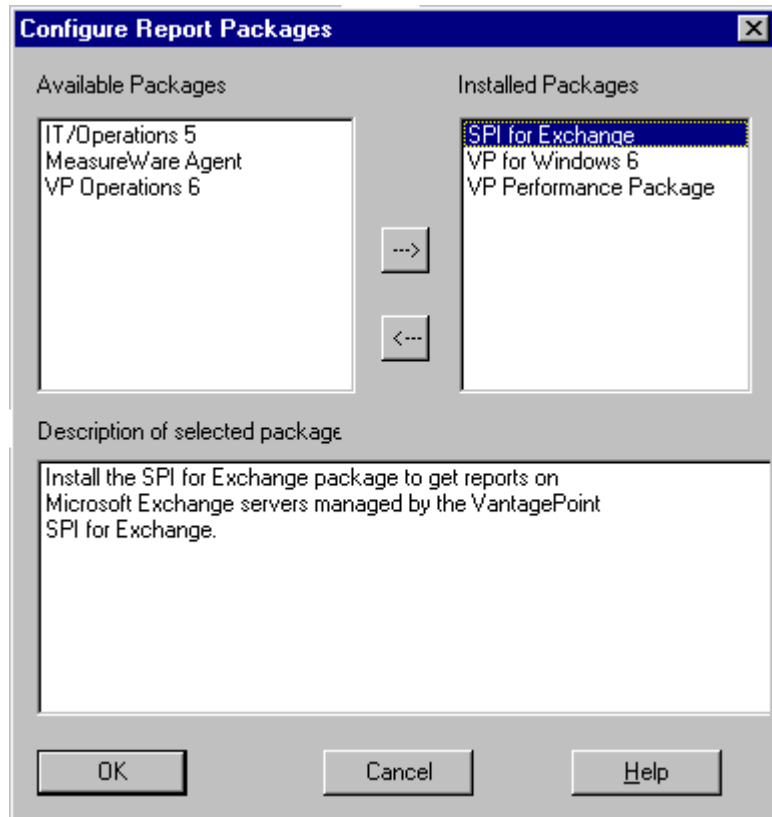 Configure Report Packages
Available Packages
Installed Packages
IT/Operations 5
MeasureWare Agent
VP Operations 6
SPI for Exchange
VP for Windows 6
VP Performance Package
--->
<---
Description of selected package
Install the SPI for Exchange package to get reports on
Microsoft Exchange servers managed by the VantagePoint
SPI for Exchange.
OK
Cancel
Help